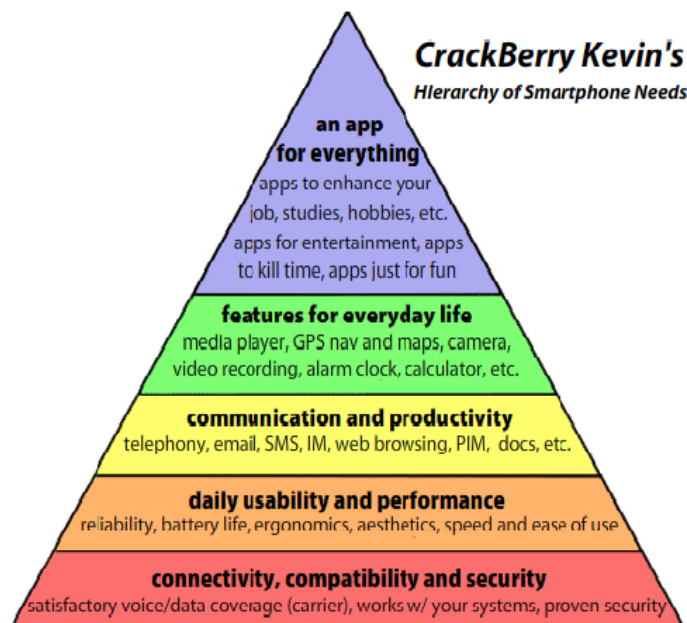 CrackBerry Kevin's
Hierarchy of Smartphone Needs
an app
for everything
apps to enhance your
job, studies, hobbies, etc.
apps for entertainment, apps
to kill time, apps just for fun
features for everyday life
media player, GPS nav and maps, camera,
video recording, alarm clock, calculator, etc.
communication and productivity
telephony, email, SMS, IM, web browsing, PIM, docs, etc.
daily usability and performance
reliability, battery life, ergonomics, aesthetics, speed and ease of use
connectivity, compatibility and security
satisfactory voice/data coverage (carrier), works w/ your systems, proven security